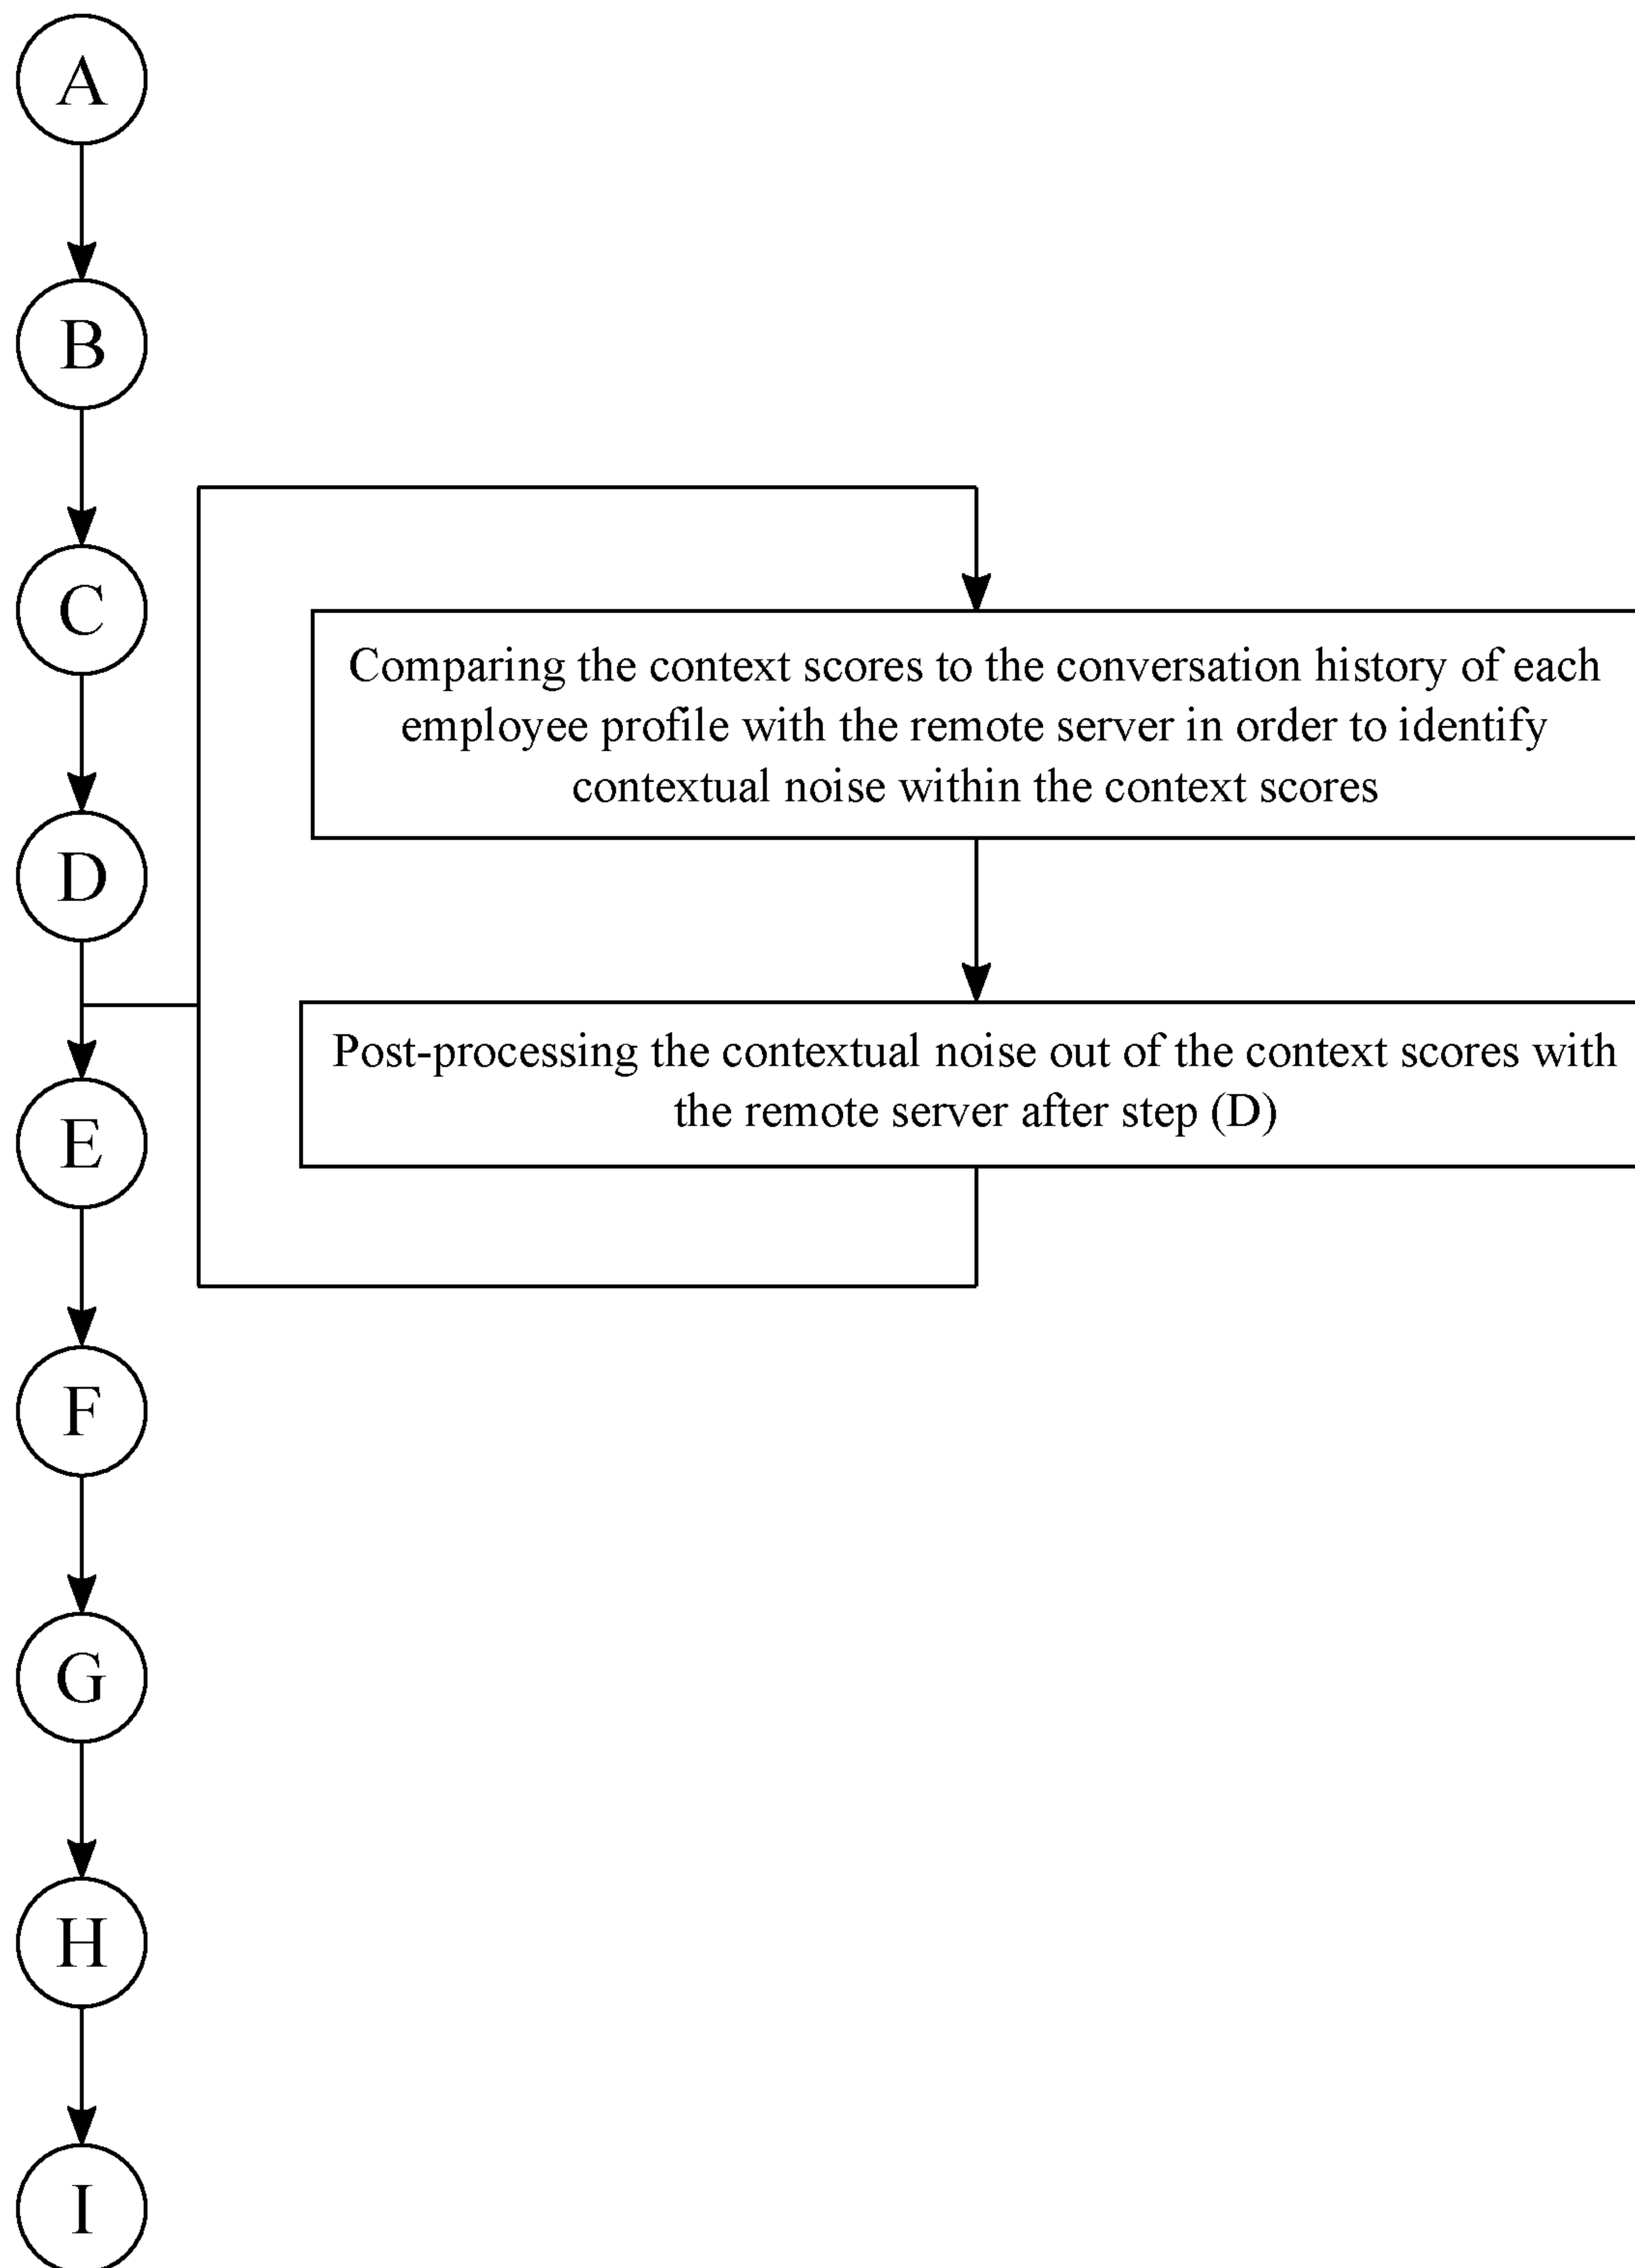 A
B
C
Comparing the context scores to the conversation history of each
employee profile with the remote server in order to identify
contextual noise within the context scores
D
Post-processing the contextual noise out of the context scores with
the remote server after step (D)
E
F
G
H
I